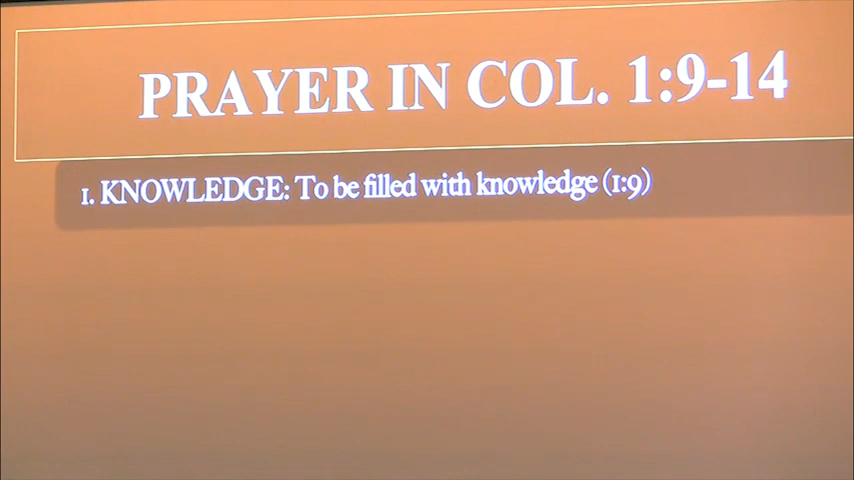 PRAYER IN COL. 1:9-14
1. KNOWLEDGE: To be filled with knowledge (1:9)